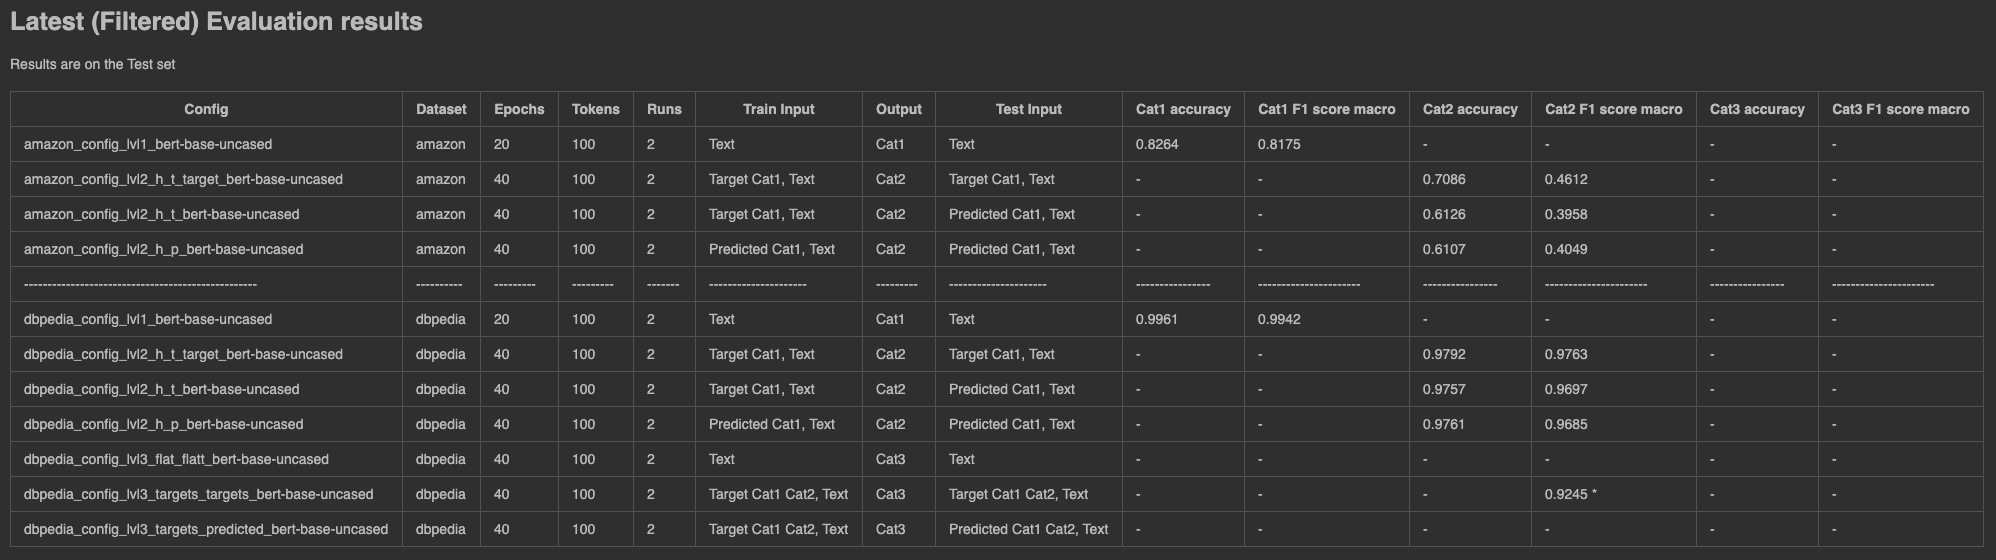 Latest (Filtered) Evaluation results
Results are on the Test set
Config Dataset Epochs Tokens Runs Train Input Output Test Input Cat1 accuracy Cat1 F1 score macro Cat2 accuracy Cat2 F1 score macro Cat3 accuracy Cat3 F1 score macro
amazon_config_lvl1_bert-base-uncased amazon 20 100 2 Text Cat1 Text 0.8264 0.8175 - - - -
amazon_config_lvl2_h_t_target_bert-base-uncased amazon 40 100 2 Target Cat1, Text Cat2 Target Cat1, Text - - 0.7086 0.4612 - -
amazon_config_lvl2_h_t_bert-base-uncased amazon 40 100 2 Target Cat1, Text Cat2 Predicted Cat1, Text - - 0.6126 0.3958 - -
amazon_config_lvl2_h_p_bert-base-uncased amazon 40 100 2 Predicted Cat1, Text Cat2 Predicted Cat1, Text - - 0.6107 0.4049 - -
-------------------------------------------------- ---------- --------- --------- ------- --------------------- --------- --------------------- ---------------- ---------------------- ---------------- ---------------------- ---------------- ----------------------
dbpedia_config_lvl1_bert-base-uncased dbpedia 20 100 2 Text Cat1 Text 0.9961 0.9942 - - - -
dbpedia_config_lvl2_h_t_target_bert-base-uncased dbpedia 40 100 2 Target Cat1, Text Cat2 Target Cat1, Text - - 0.9792 0.9763 - -
dbpedia_config_lvl2_h_t_bert-base-uncased dbpedia 40 100 2 Target Cat1, Text Cat2 Predicted Cat1, Text - - 0.9757 0.9697 - -
dbpedia_config_lvl2_h_p_bert-base-uncased dbpedia 40 100 2 Predicted Cat1, Text Cat2 Predicted Cat1, Text - - 0.9761 0.9685 - -
dbpedia_config_lvl3_flat_flatt_bert-base-uncased dbpedia 40 100 2 Text Cat3 Text - - - - - -
dbpedia_config_lvl3_targets_targets_bert-base-uncased dbpedia 40 100 2 Target Cat1 Cat2, Text Cat3 Target Cat1 Cat2, Text - - - 0.9245 * - -
dbpedia_config_lvl3_targets_predicted_bert-base-uncased dbpedia 40 100 2 Target Cat1 Cat2, Text Cat3 Predicted Cat1 Cat2, Text - - - - - -